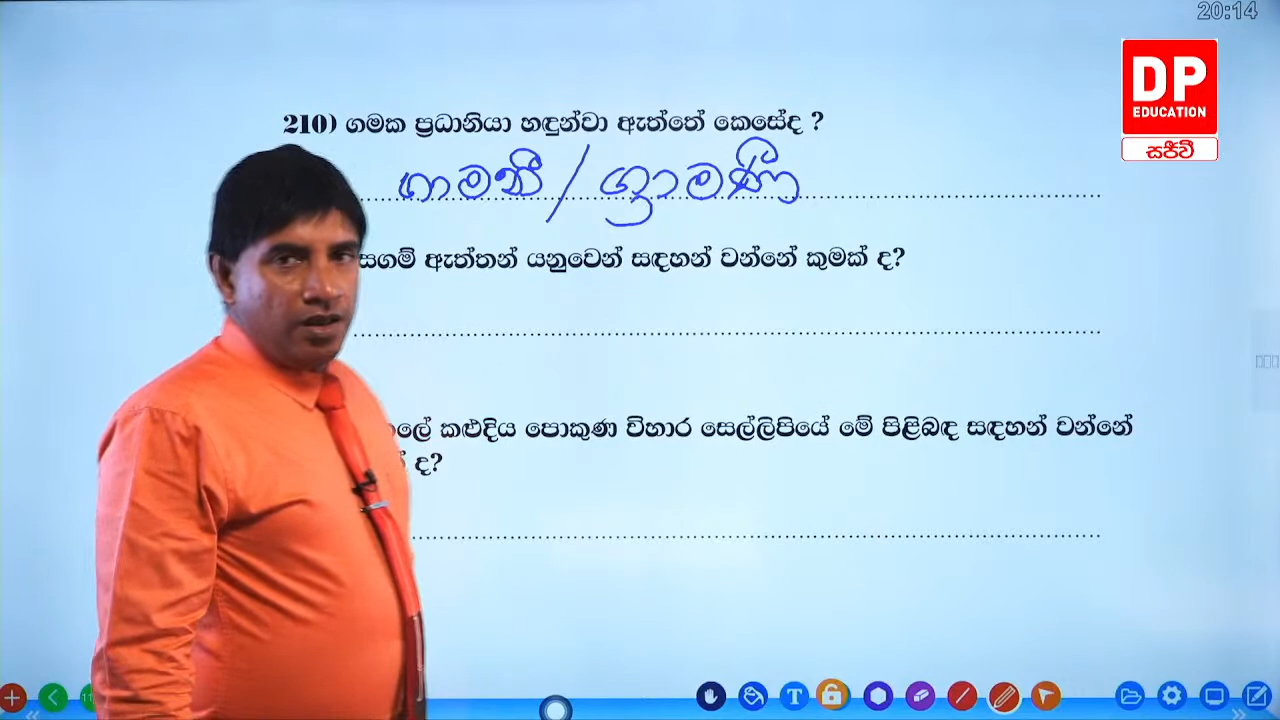 20:14
DP
EDUCATION
සජීවී
210) ගමක ප්‍රධානියා හඳුන්වා ඇත්තේ කෙසේද ?
ගාමනී / ග්‍රාමණී
ඇත්තන් යනුවෙන් සඳහන් වන්නේ කුමක් ද?
කළුදිය පොකුණ විහාර සෙල්ලිපියේ මේ පිළිබඳ සඳහන් වන්නේ
ද?
T